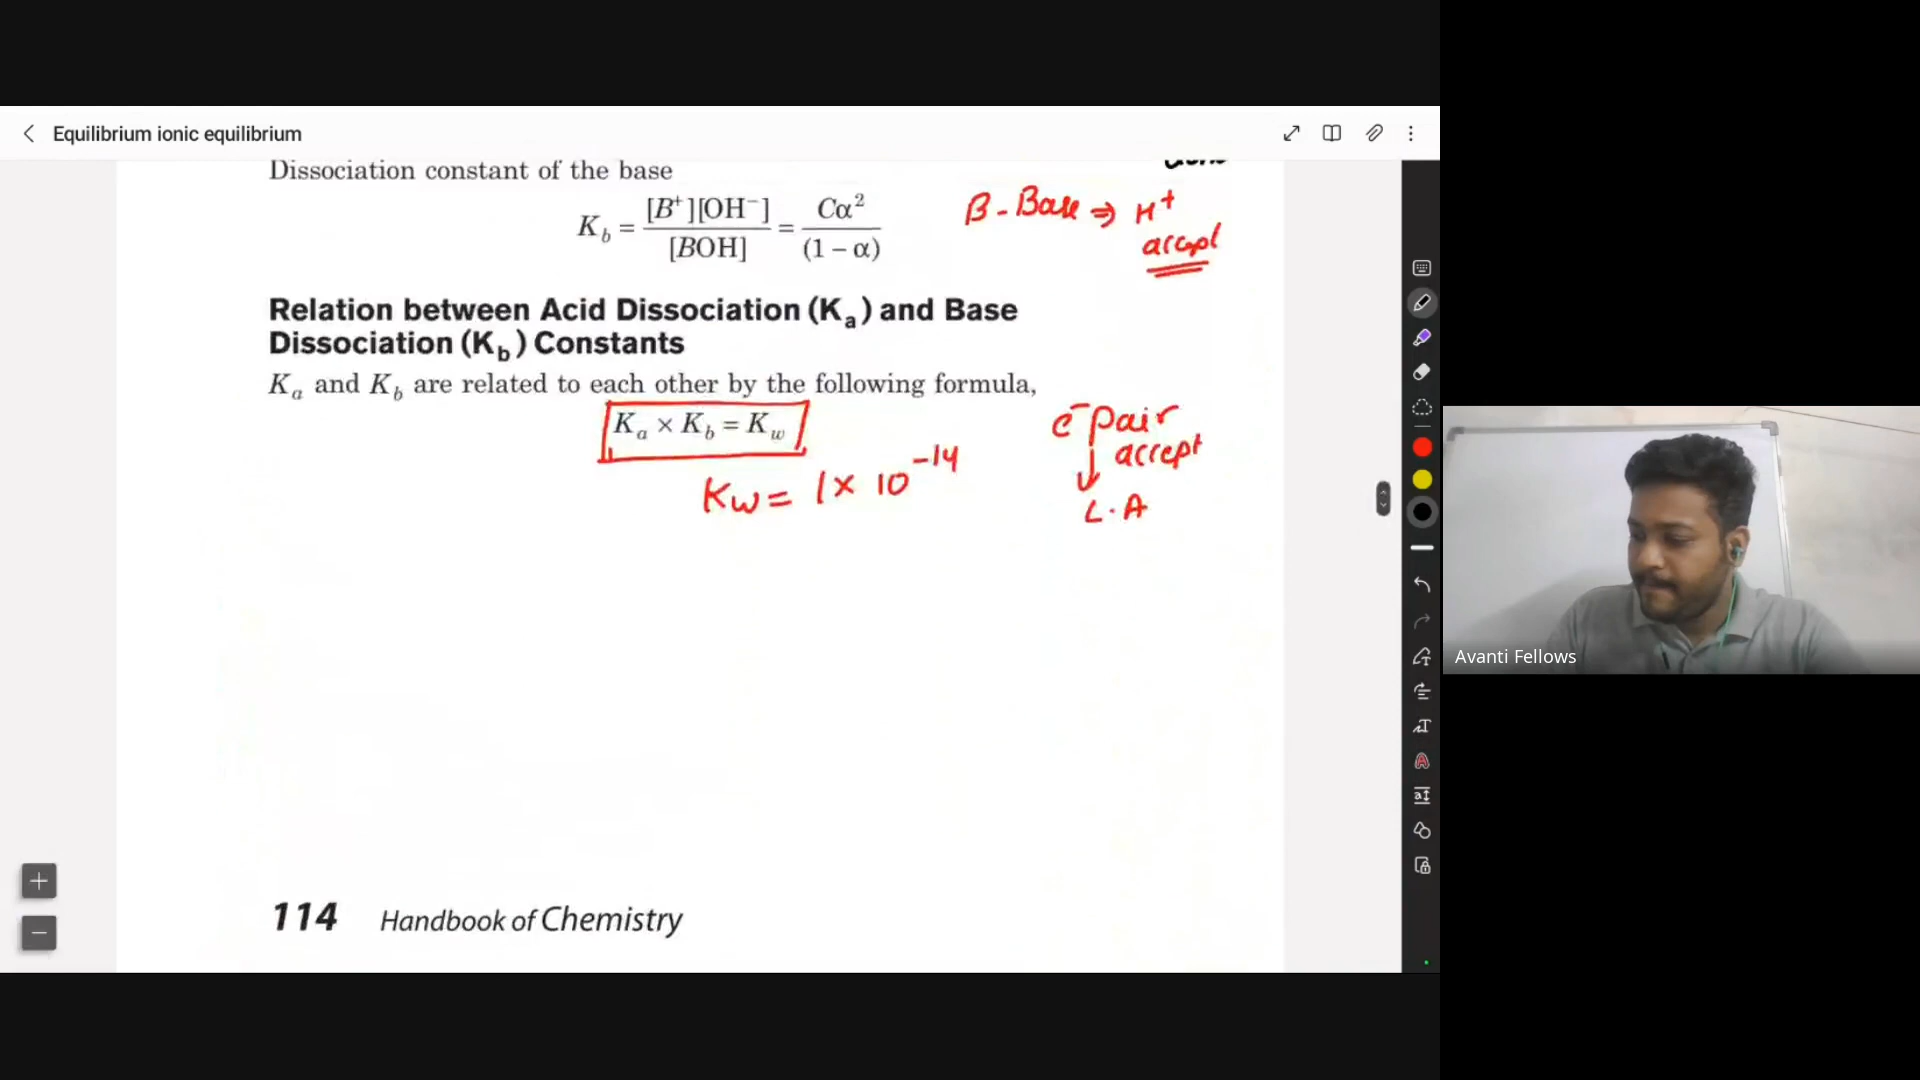 Equilibrium ionic equilibrium
Dissociation constant of the base
K_b = [B⁺][OH⁻] / [BOH] = Cα² / (1 – α)
B-Base ⇒ H⁺
accept
Relation between Acid Dissociation (K_a) and Base
Dissociation (K_b) Constants
K_a and K_b are related to each other by the following formula,
K_a × K_b = K_w
Kw = 1 × 10⁻¹⁴
e⁻ pair
accept
↓
L.A
114 Handbook of Chemistry
Avanti Fellows